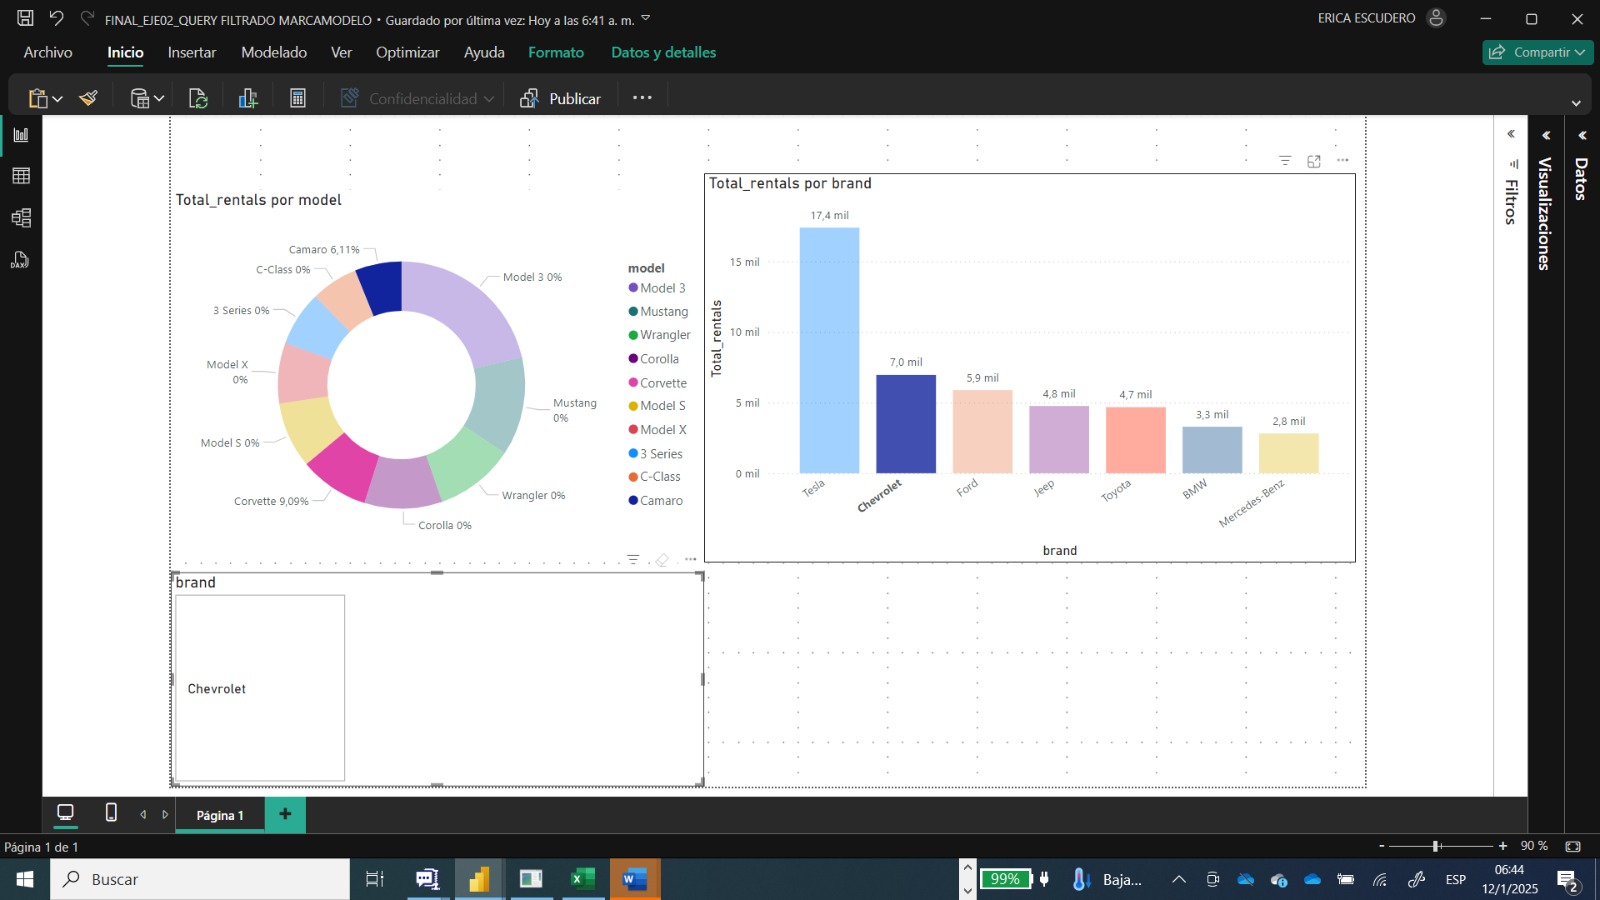 FINAL_EJE02_QUERY FILTRADO MARCAMODELO • Guardado por última vez: Hoy a las 6:41 a. m.
ERICA ESCUDERO
Archivo Inicio Insertar Modelado Ver Optimizar Ayuda Formato Datos y detalles
Compartir
Confidencialidad
Publicar
DAX
Total_rentals por model
Camaro 6,11%
C-Class 0%
Model 3 0%
3 Series 0%
Model X
0%
Mustang
0%
Model S 0%
Wrangler 0%
Corvette 9,09%
Corolla 0%
model
Model 3
Mustang
Wrangler
Corolla
Corvette
Model S
Model X
3 Series
C-Class
Camaro
Total_rentals por brand
17,4 mil
15 mil
10 mil
7,0 mil
5,9 mil
5 mil
4,8 mil
4,7 mil
3,3 mil
2,8 mil
0 mil
Total_rentals
Tesla
Chevrolet
Ford
Jeep
Toyota
BMW
Mercedes-Benz
brand
brand
Chevrolet
Filtros
Visualizaciones
Datos
Página 1
+
Página 1 de 1
- + 90 %
Buscar
99%
Baja...
ESP
06:44
12/1/2025
2